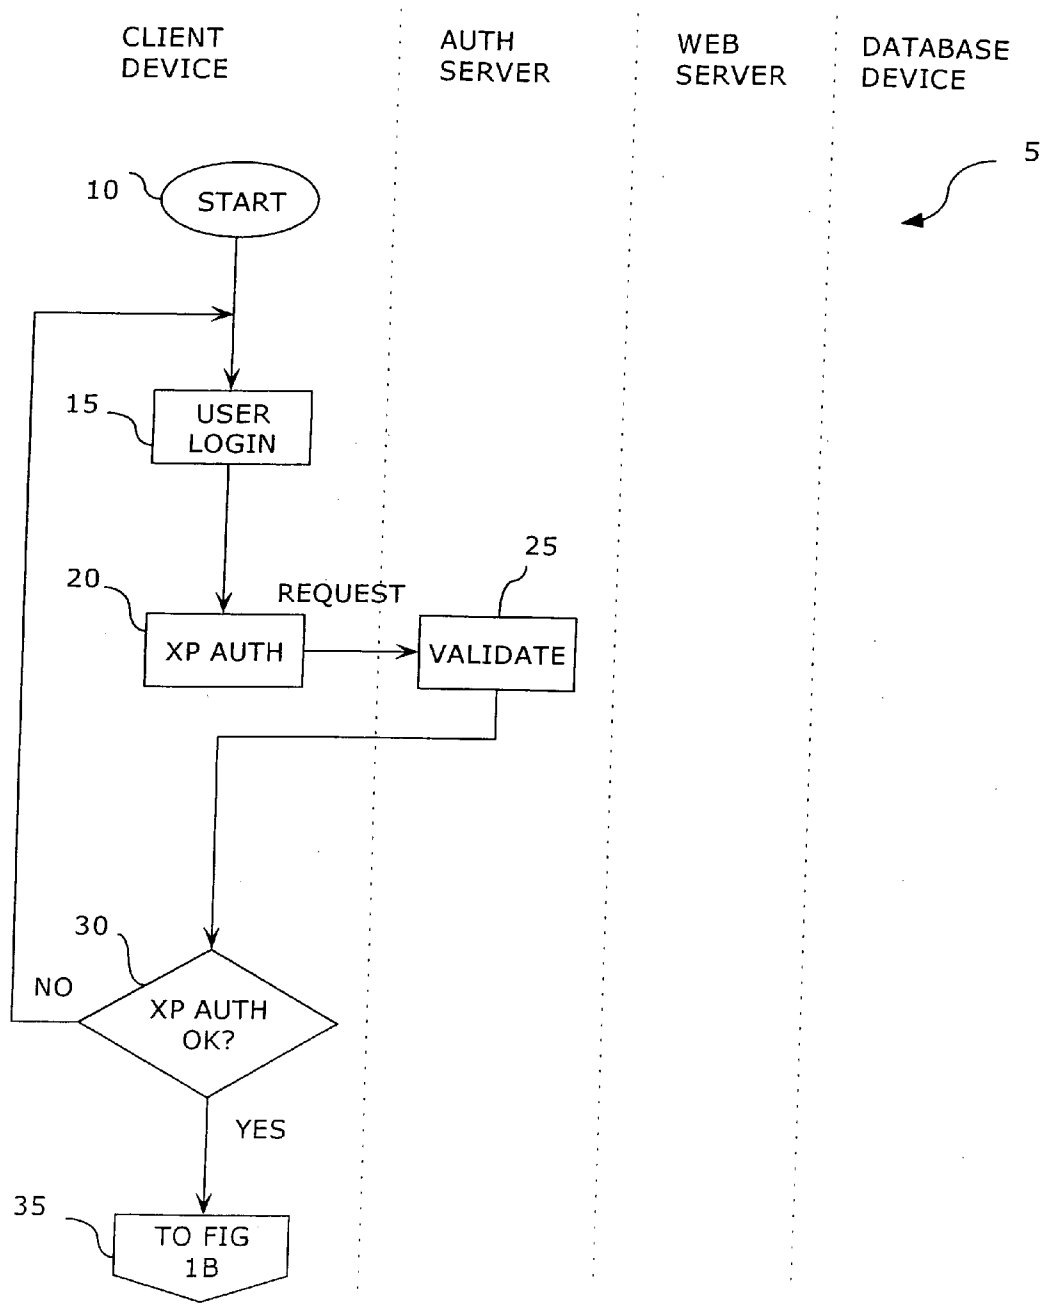 CLIENT
DEVICE
AUTH
SERVER
WEB
SERVER
DATABASE
DEVICE
5
10
START
15
USER
LOGIN
25
20
REQUEST
XP AUTH
VALIDATE
30
NO
XP AUTH
OK?
YES
35
TO FIG
1B